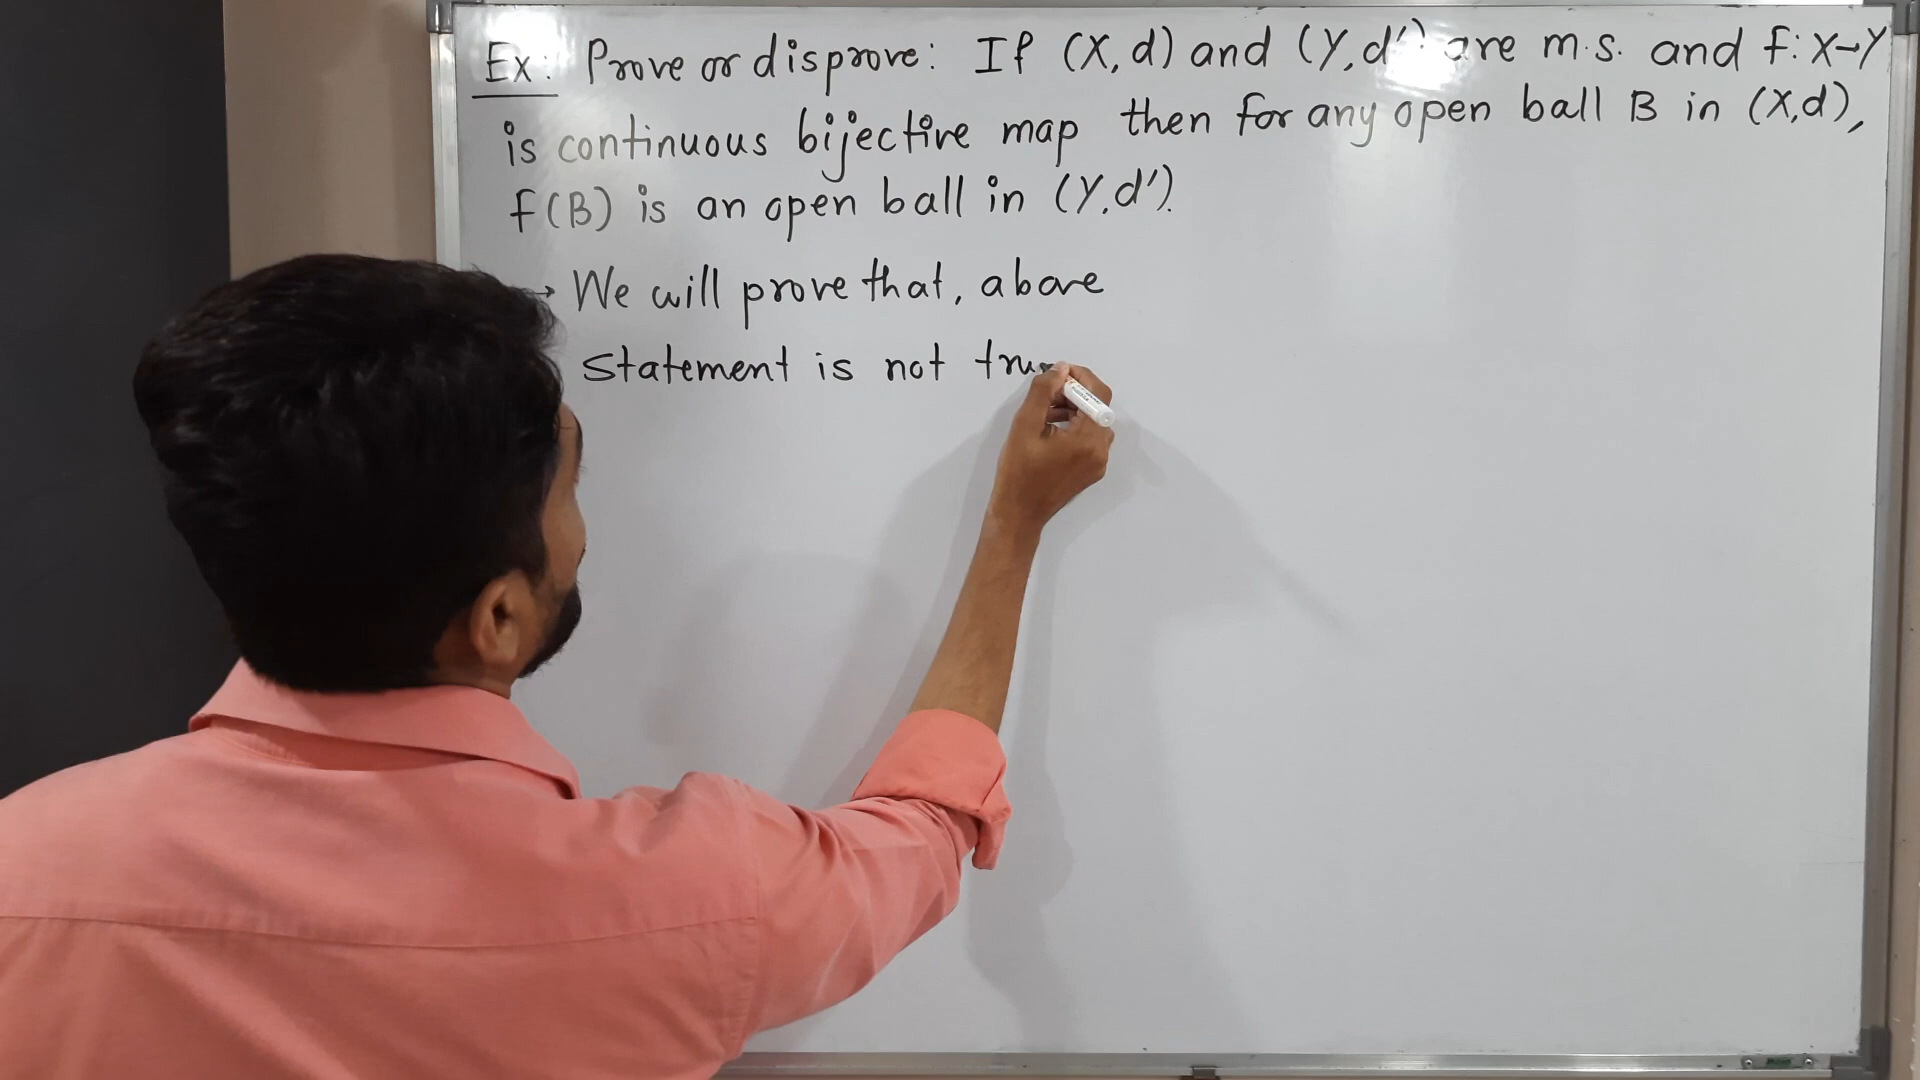 Ex: Prove or disprove: If (X,d) and (Y,d') are m.s. and f:X→Y
is continuous bijective map then for any open ball B in (X,d),
f(B) is an open ball in (Y,d').
→ We will prove that, above
statement is not tru